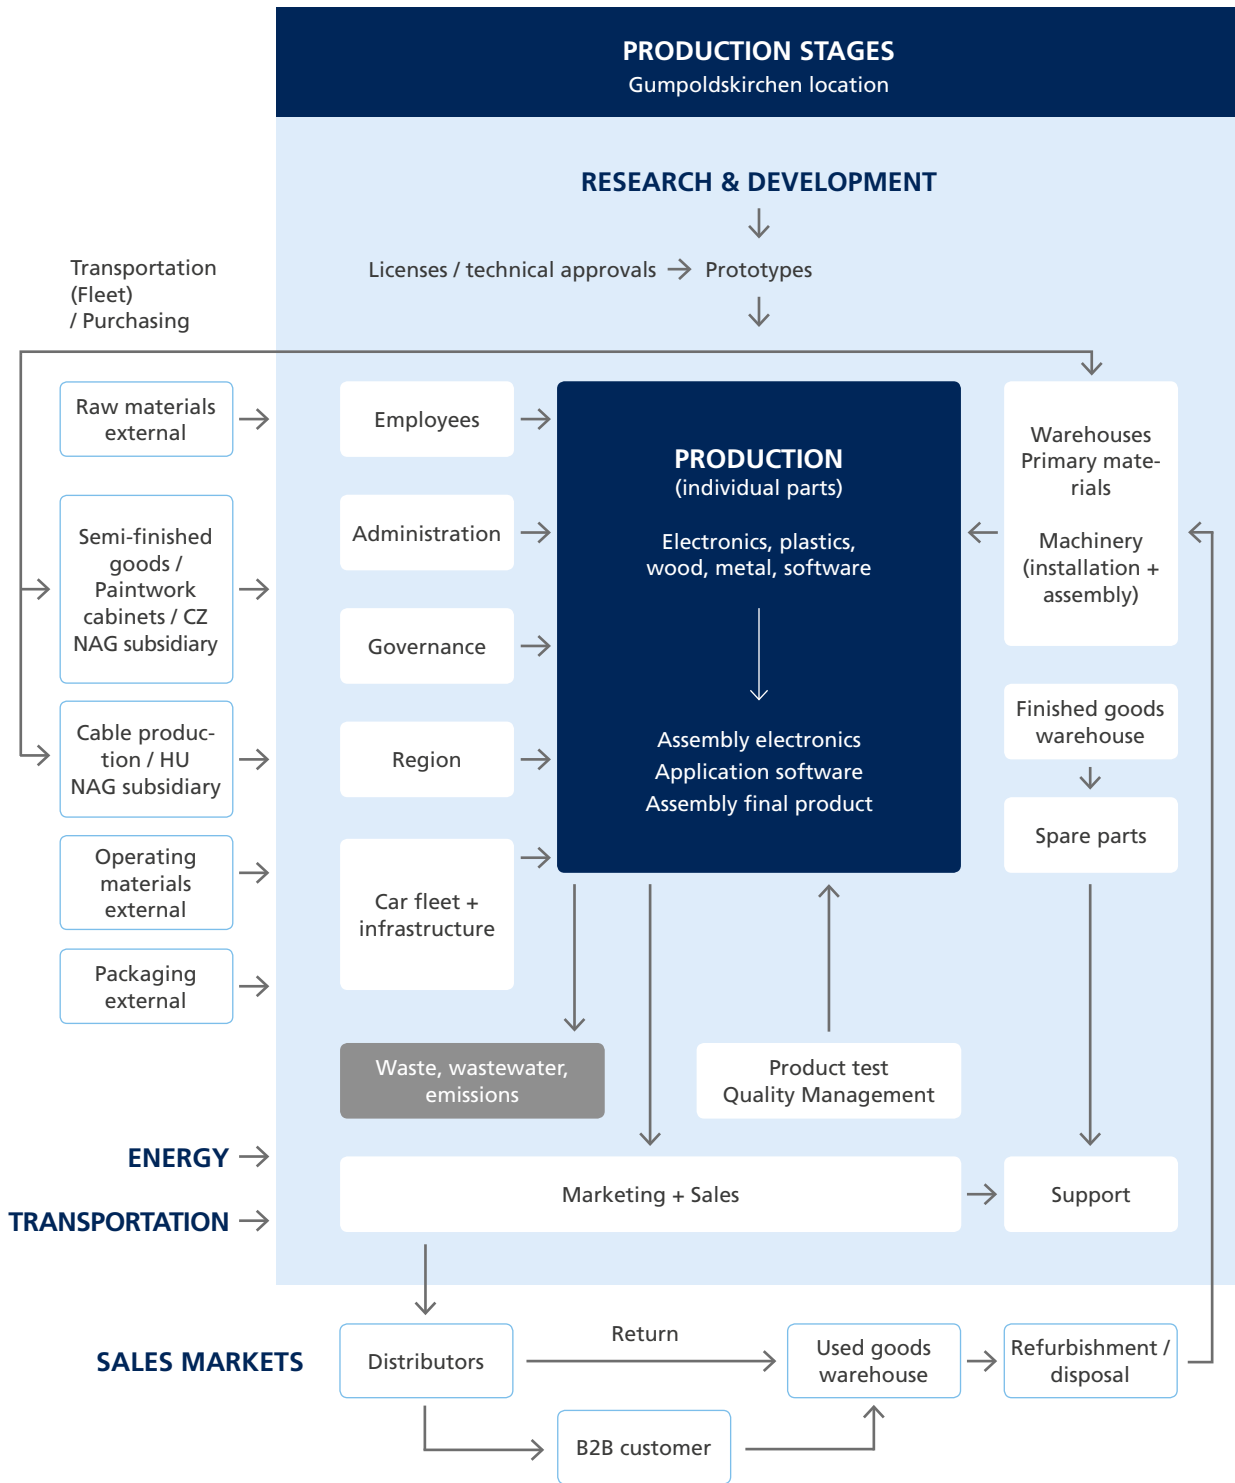 PRODUCTION STAGES
Gumpoldskirchen location
RESEARCH & DEVELOPMENT
Licenses / technical approvals
Prototypes
Transportation
(Fleet)
/ Purchasing
Raw materials
external
Semi-finished
goods /
Paintwork
cabinets / CZ
NAG subsidiary
Cable produc-
tion / HU
NAG subsidiary
Operating
materials
external
Packaging
external
Employees
Administration
Governance
Region
Car fleet +
infrastructure
PRODUCTION
(individual parts)
Electronics, plastics,
wood, metal, software
Assembly electronics
Application software
Assembly final product
Warehouses
Primary mate-
rials
Machinery
(installation +
assembly)
Finished goods
warehouse
Spare parts
Waste, wastewater,
emissions
Product test
Quality Management
ENERGY
TRANSPORTATION
Marketing + Sales
Support
SALES MARKETS
Distributors
Return
Used goods
warehouse
Refurbishment /
disposal
B2B customer